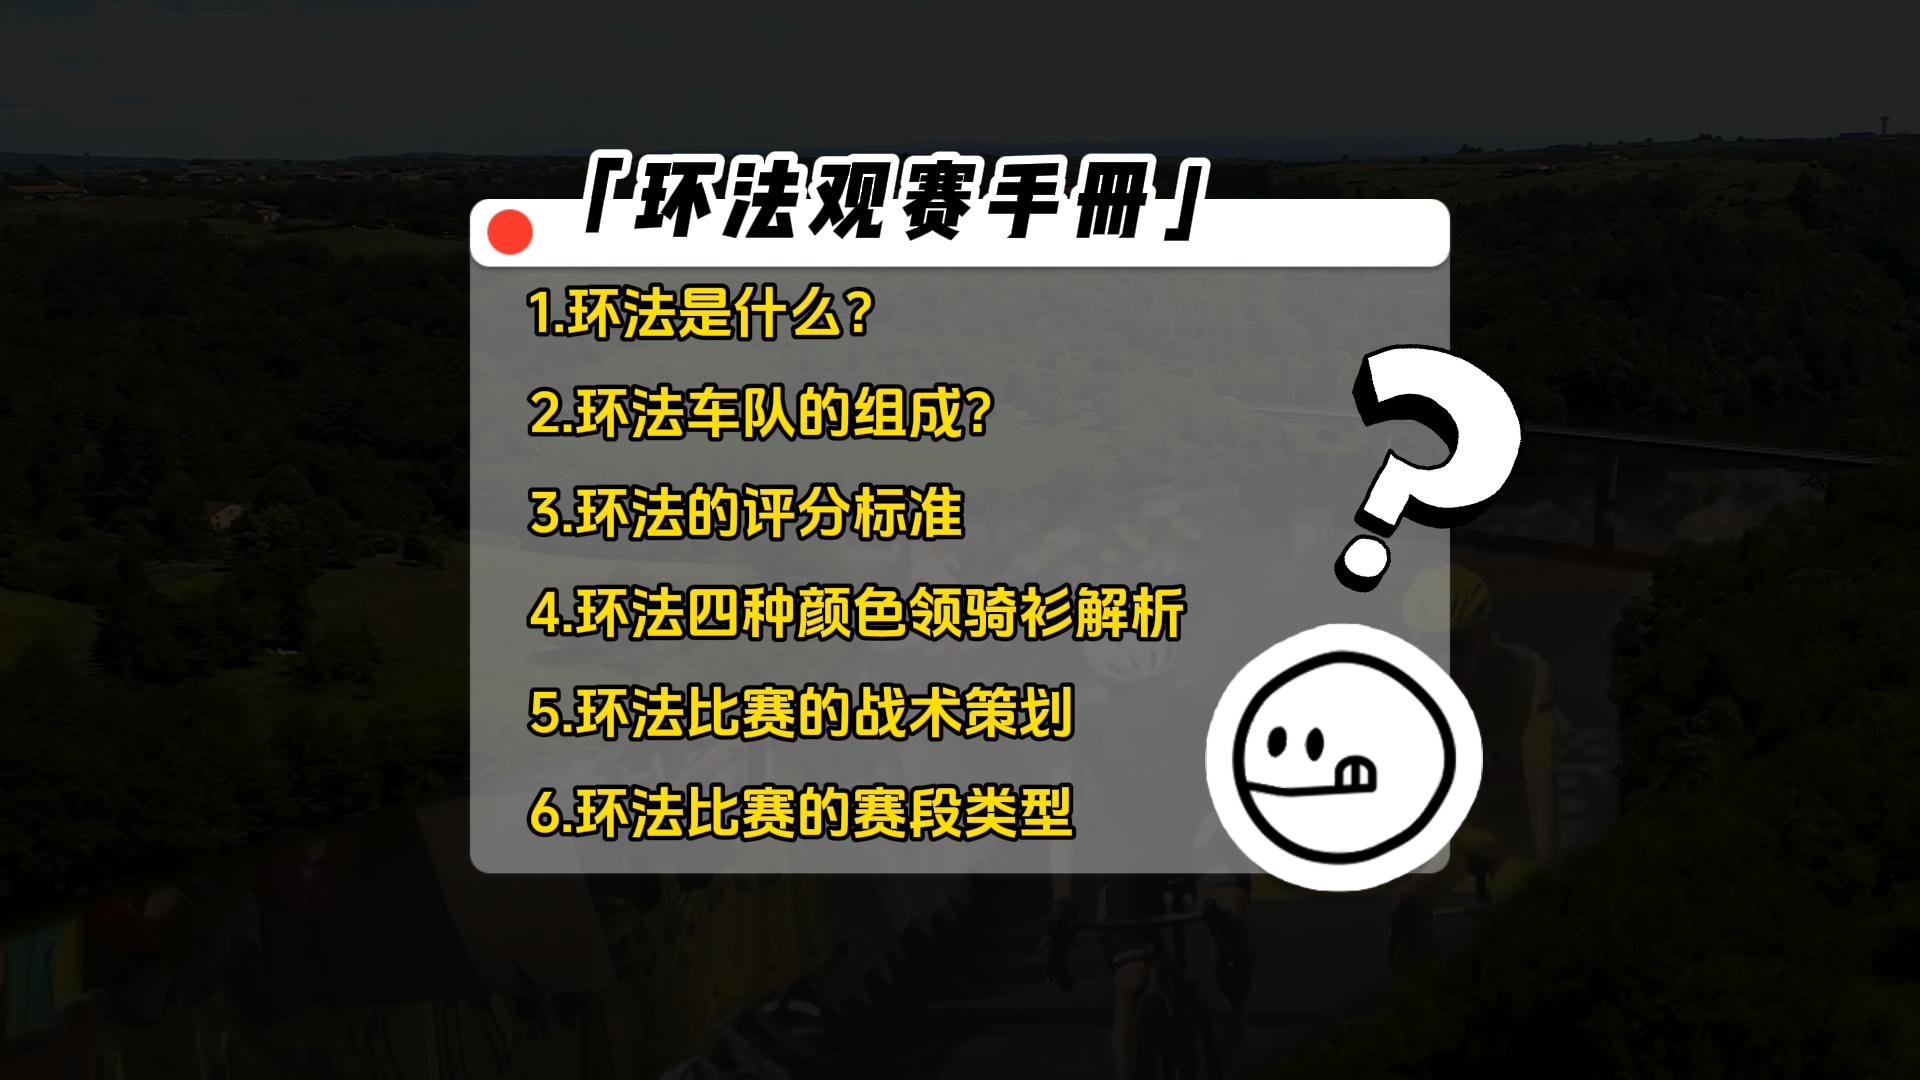 「环法观赛手册」
1.环法是什么?
2.环法车队的组成?
3.环法的评分标准
4.环法四种颜色领骑衫解析
5.环法比赛的战术策划
6.环法比赛的赛段类型